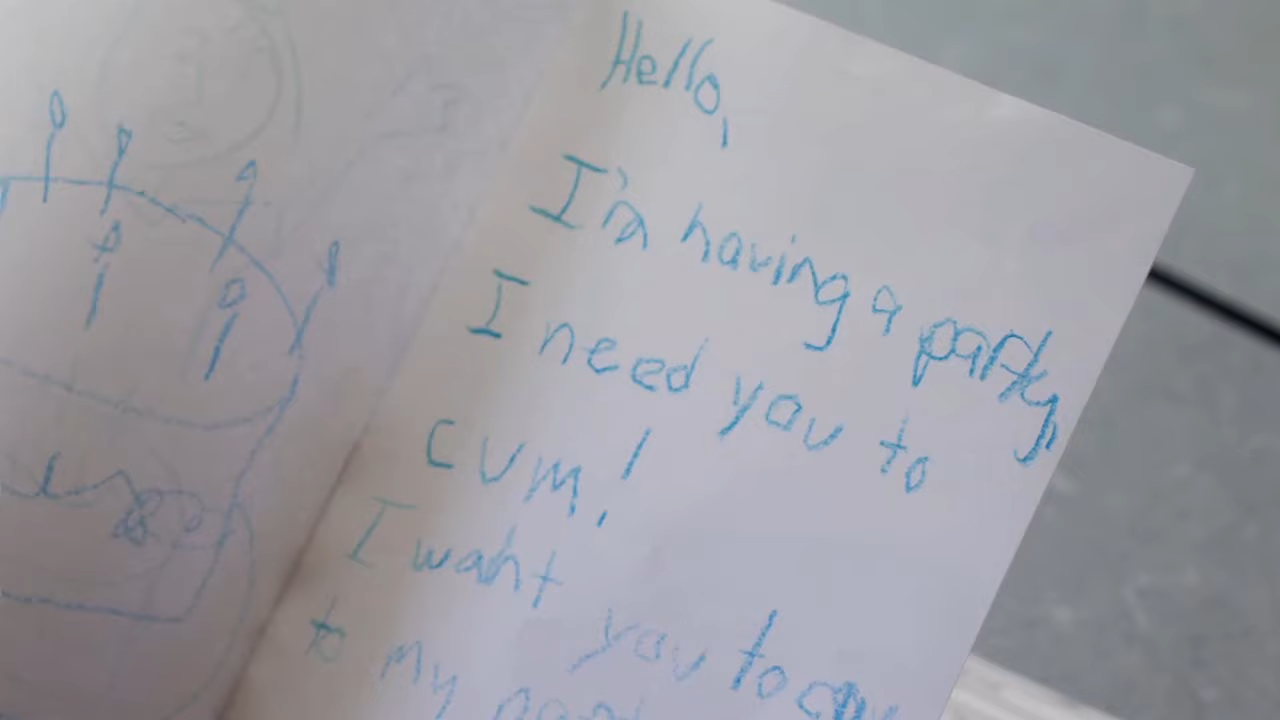 Hello,
I'm having a party,
I need you to
cum!
I want you to
to my